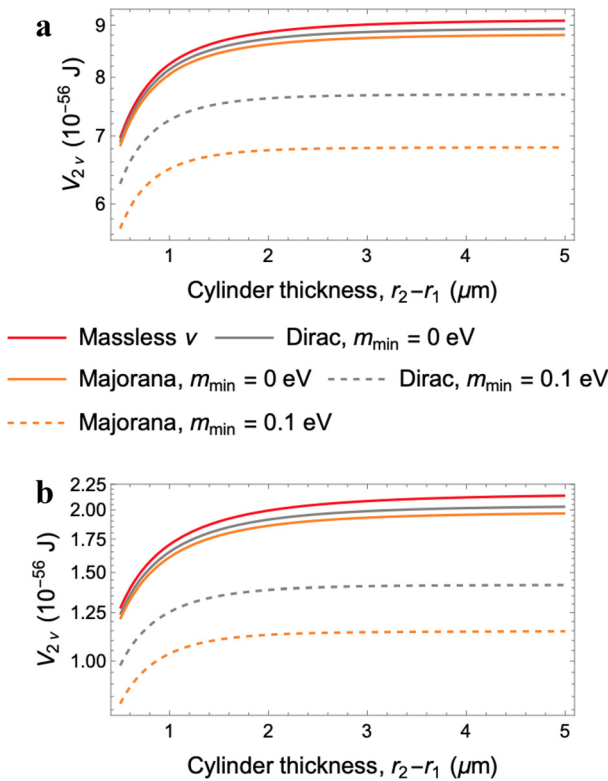 a
9
8
7
6
V2ν (10−56 J)
1 2 3 4 5
Cylinder thickness, r2−r1 (μm)
Massless ν Dirac, mmin = 0 eV
Majorana, mmin = 0 eV Dirac, mmin = 0.1 eV
Majorana, mmin = 0.1 eV
b
2.25
2.00
1.75
1.50
1.25
1.00
V2ν (10−56 J)
1 2 3 4 5
Cylinder thickness, r2−r1 (μm)